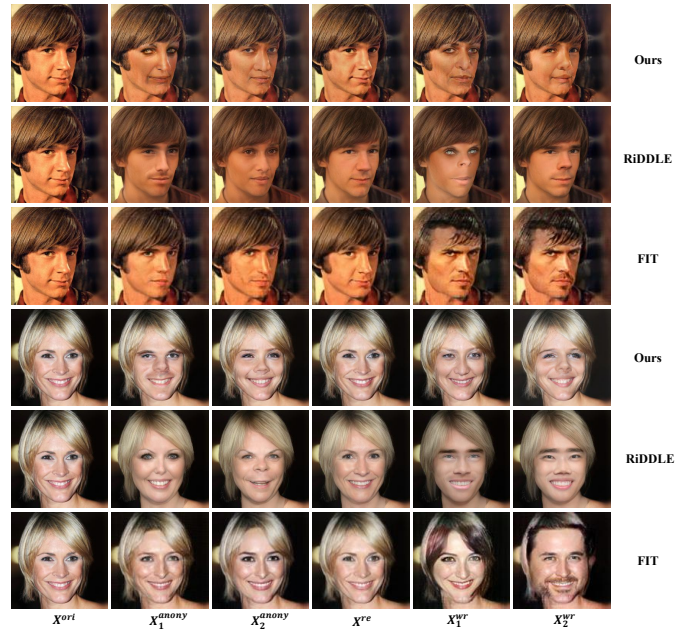 Ours
RiDDLE
FIT
Ours
RiDDLE
FIT
X^{ori} X_1^{anony} X_2^{anony} X^{re} X_1^{wr} X_2^{wr}